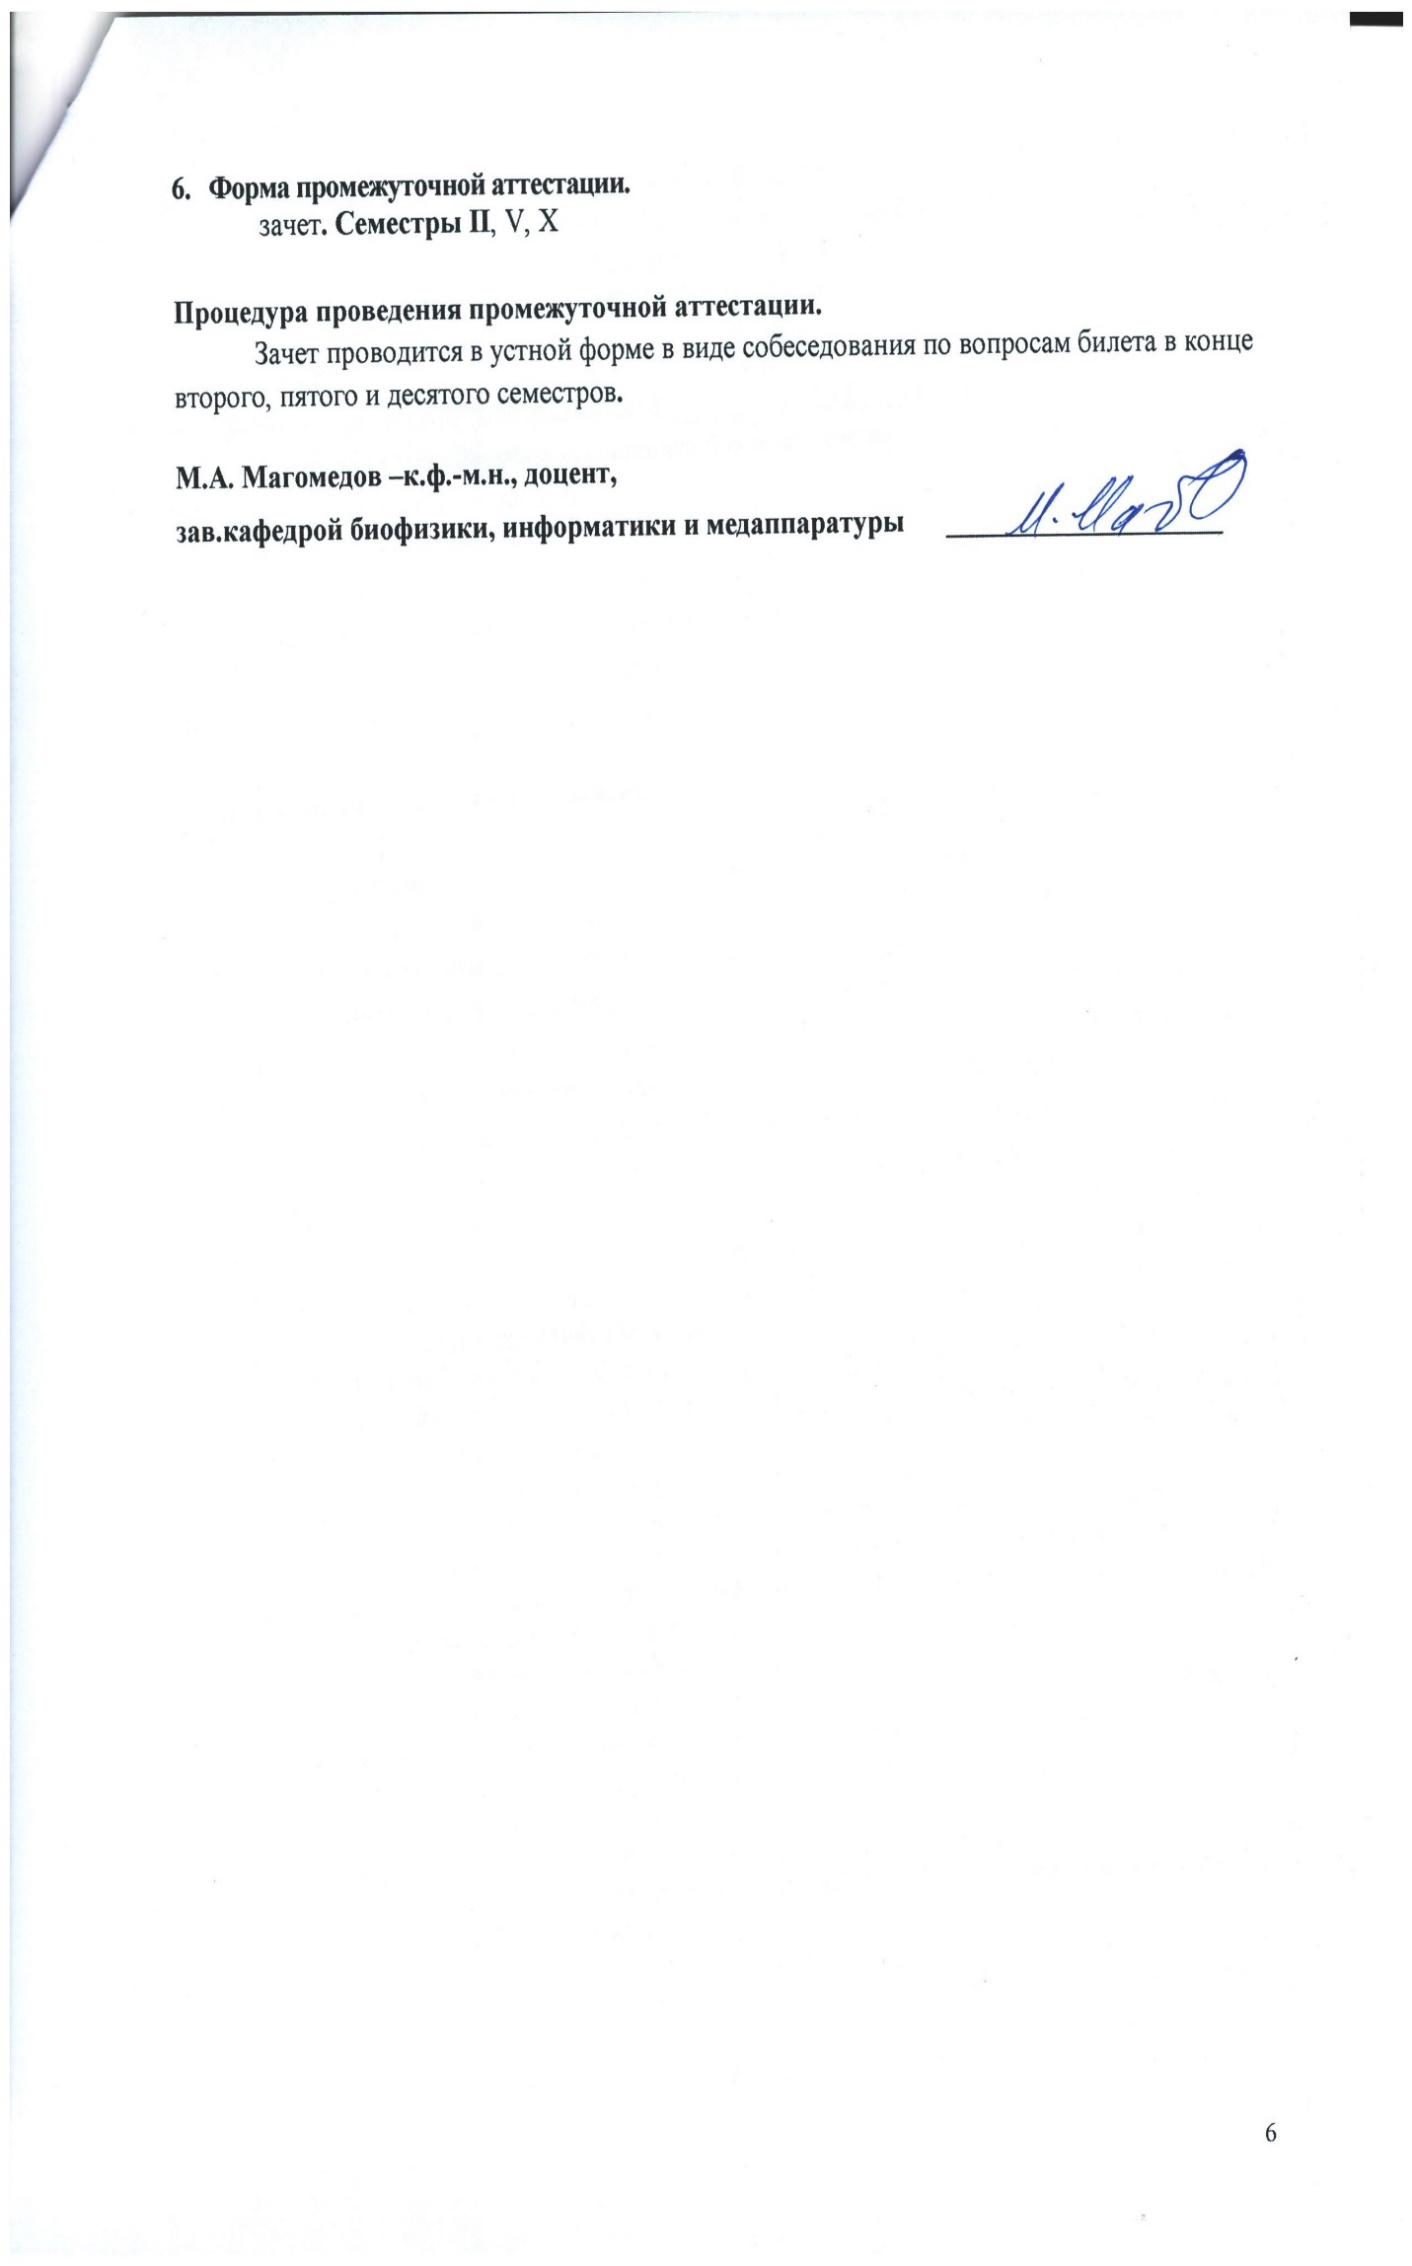 6. Форма промежуточной аттестации.
зачет. Семестры II, V, X
Процедура проведения промежуточной аттестации.
Зачет проводится в устной форме в виде собеседования по вопросам билета в конце
второго, пятого и десятого семестров.
М.А. Магомедов –к.ф.-м.н., доцент,
зав.кафедрой биофизики, информатики и медаппаратуры
6